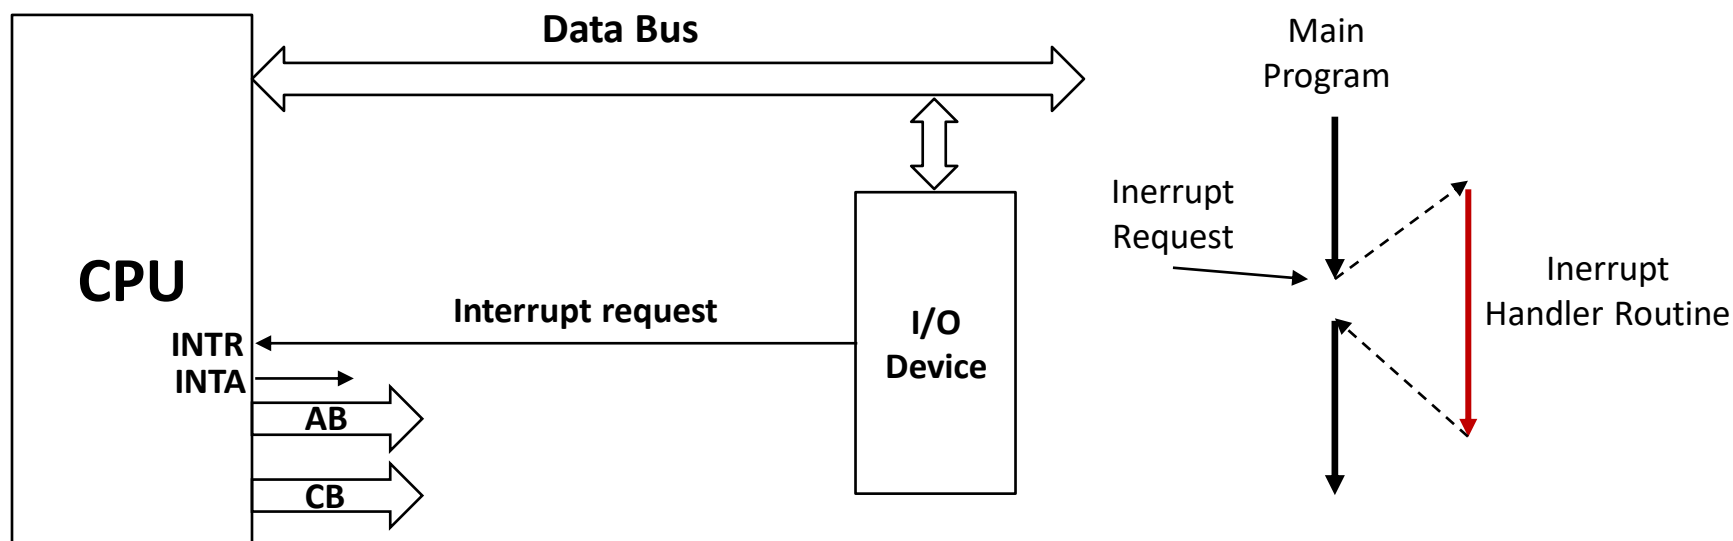 Data Bus
CPU
Interrupt request
INTR
INTA
AB
CB
I/O
Device
Main
Program
Inerrupt
Request
Inerrupt
Handler Routine